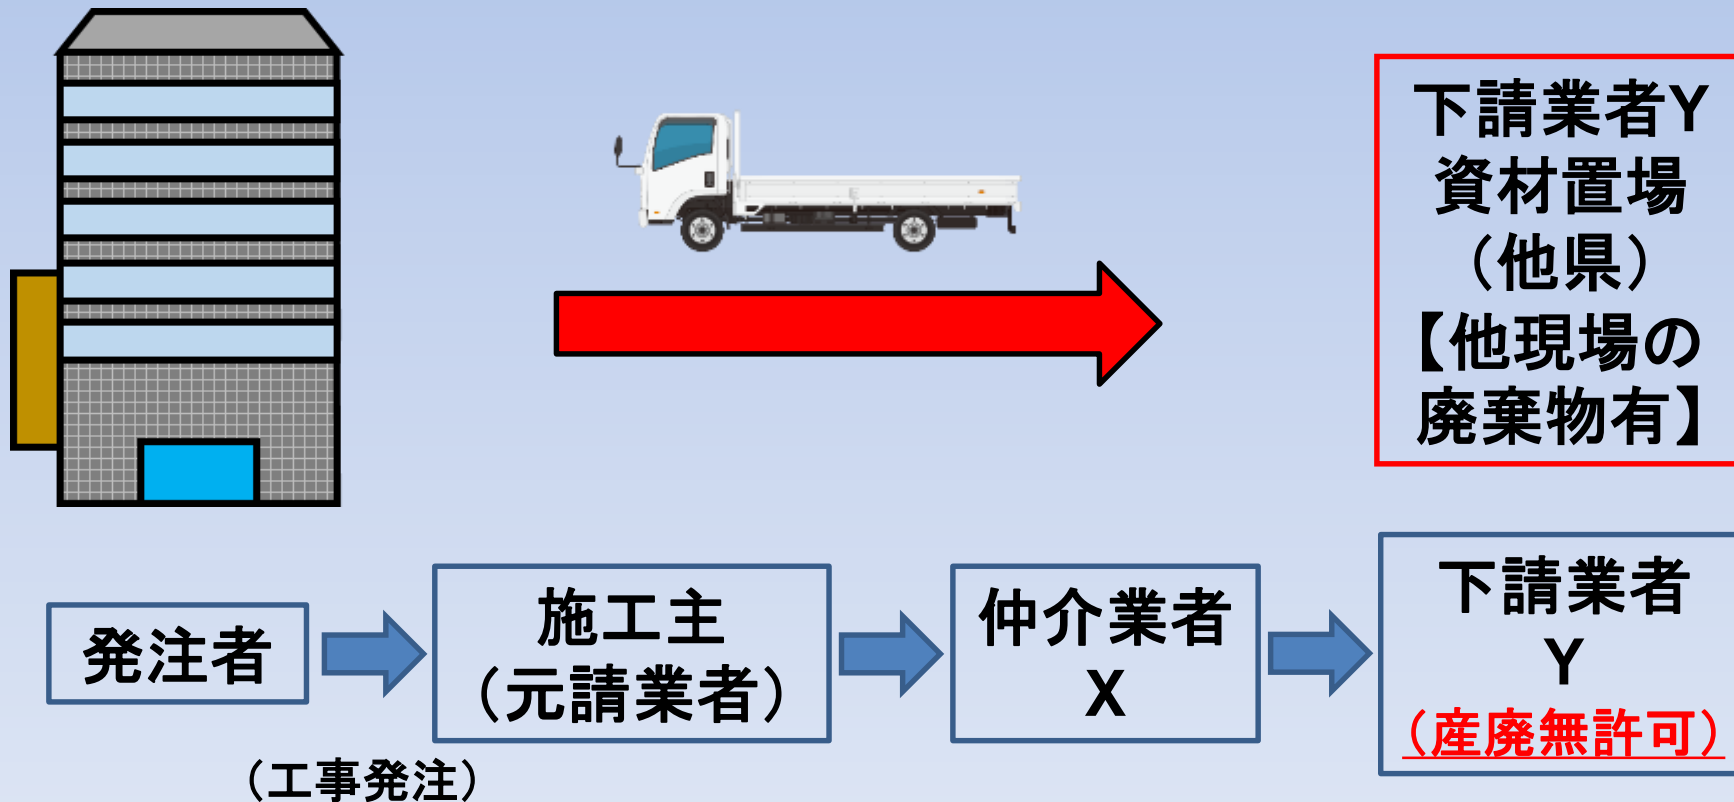 下請業者Y
資材置場
（他県）
【他現場の
廃棄物有】
発注者
施工主
（元請業者）
仲介業者
X
下請業者
Y
（産廃無許可）
（工事発注）